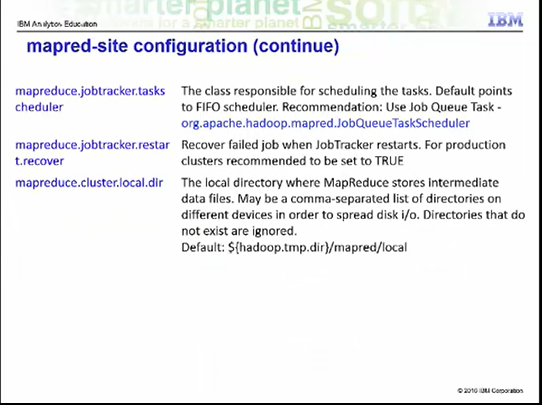 IBM Analytics Education
IBM
mapred-site configuration (continue)
mapreduce.jobtracker.tasks
cheduler
The class responsible for scheduling the tasks. Default points
to FIFO scheduler. Recommendation: Use Job Queue Task -
org.apache.hadoop.mapred.JobQueueTaskScheduler
mapreduce.jobtracker.restar
t.recover
Recover failed job when JobTracker restarts. For production
clusters recommended to be set to TRUE
mapreduce.cluster.local.dir
The local directory where MapReduce stores intermediate
data files. May be a comma-separated list of directories on
different devices in order to spread disk i/o. Directories that do
not exist are ignored.
Default: ${hadoop.tmp.dir}/mapred/local
© 2016 IBM Corporation